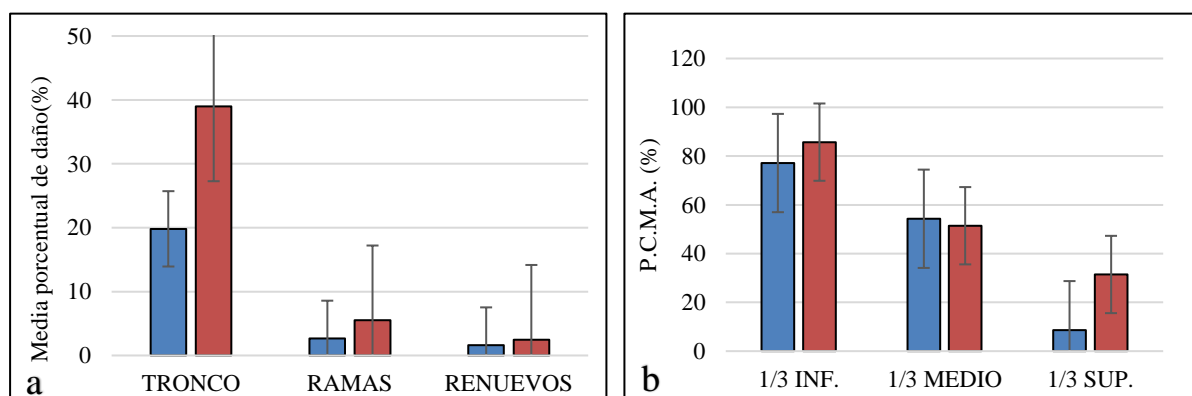 Media porcentual de daño(%)
50
40
30
20
10
0
TRONCO RAMAS RENUEVOS
a
P.C.M.A. (%)
120
100
80
60
40
20
0
1/3 INF. 1/3 MEDIO 1/3 SUP.
b